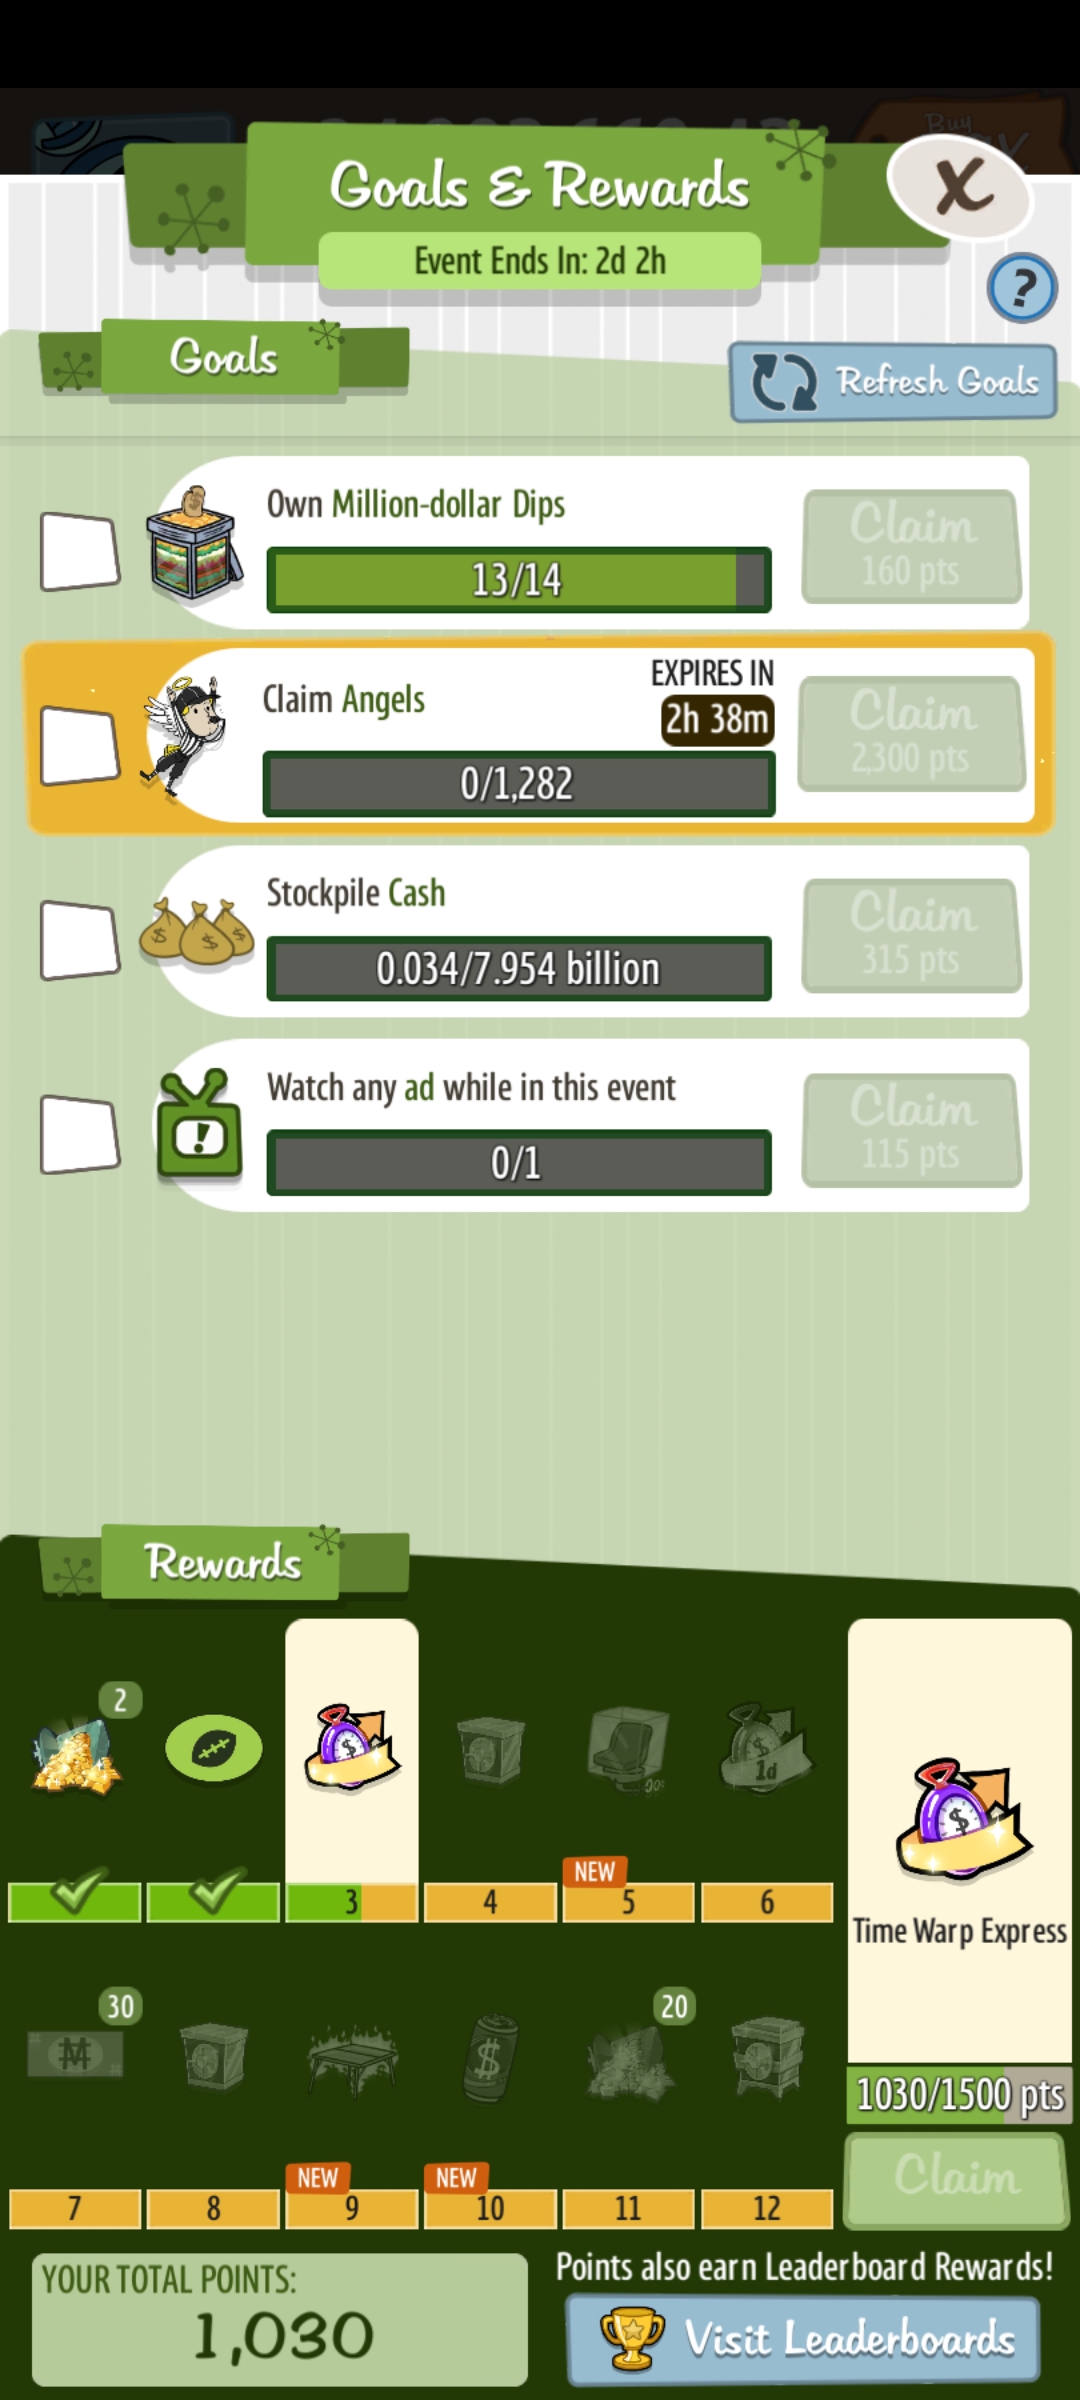 Buy
Goals & Rewards
X
Event Ends In: 2d 2h
?
Goals
Refresh Goals
Own Million-dollar Dips
13/14
Claim
160 pts
Claim Angels
EXPIRES IN
2h 38m
0/1,282
Claim
2,300 pts
Stockpile Cash
0.034/7.954 billion
Claim
315 pts
Watch any ad while in this event
0/1
Claim
115 pts
Rewards
2
1d
3
4
NEW
5
6
Time Warp Express
30
20
1030/1500 pts
Claim
7
8
NEW
9
NEW
10
11
12
YOUR TOTAL POINTS:
1,030
Points also earn Leaderboard Rewards!
Visit Leaderboards